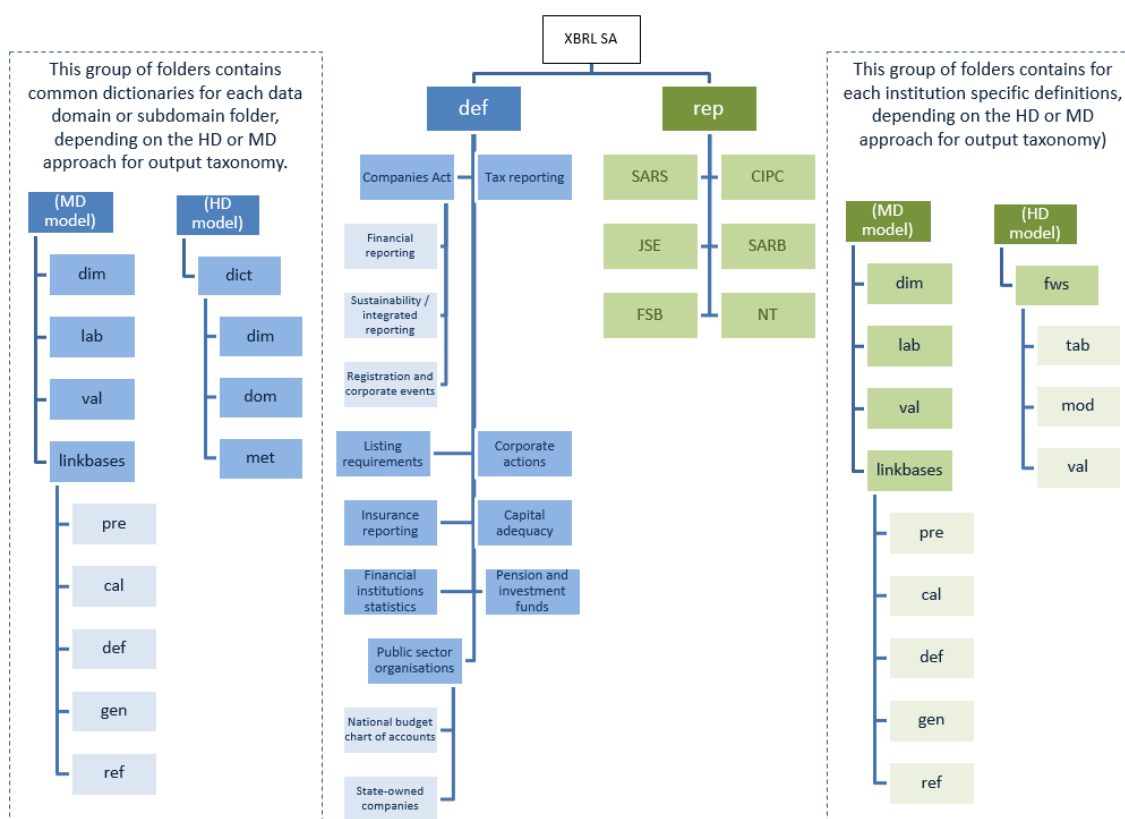 XBRL SA
This group of folders contains
common dictionaries for each data
domain or subdomain folder,
depending on the HD or MD
approach for output taxonomy.
(MD
model)
dim
lab
val
linkbases
pre
cal
def
gen
ref
(HD
model)
dict
dim
dom
met
def
Companies Act
Tax reporting
Financial
reporting
Sustainability /
integrated
reporting
Registration and
corporate events
Listing
requirements
Corporate
actions
Insurance
reporting
Capital
adequacy
Financial
institutions
statistics
Pension and
investment
funds
Public sector
organisations
National budget
chart of accounts
State-owned
companies
rep
SARS
CIPC
JSE
SARB
FSB
NT
This group of folders contains for
each institution specific definitions,
depending on the HD or MD
approach for output taxonomy)
(MD
model)
dim
lab
val
linkbases
pre
cal
def
gen
ref
(HD
model)
fws
tab
mod
val